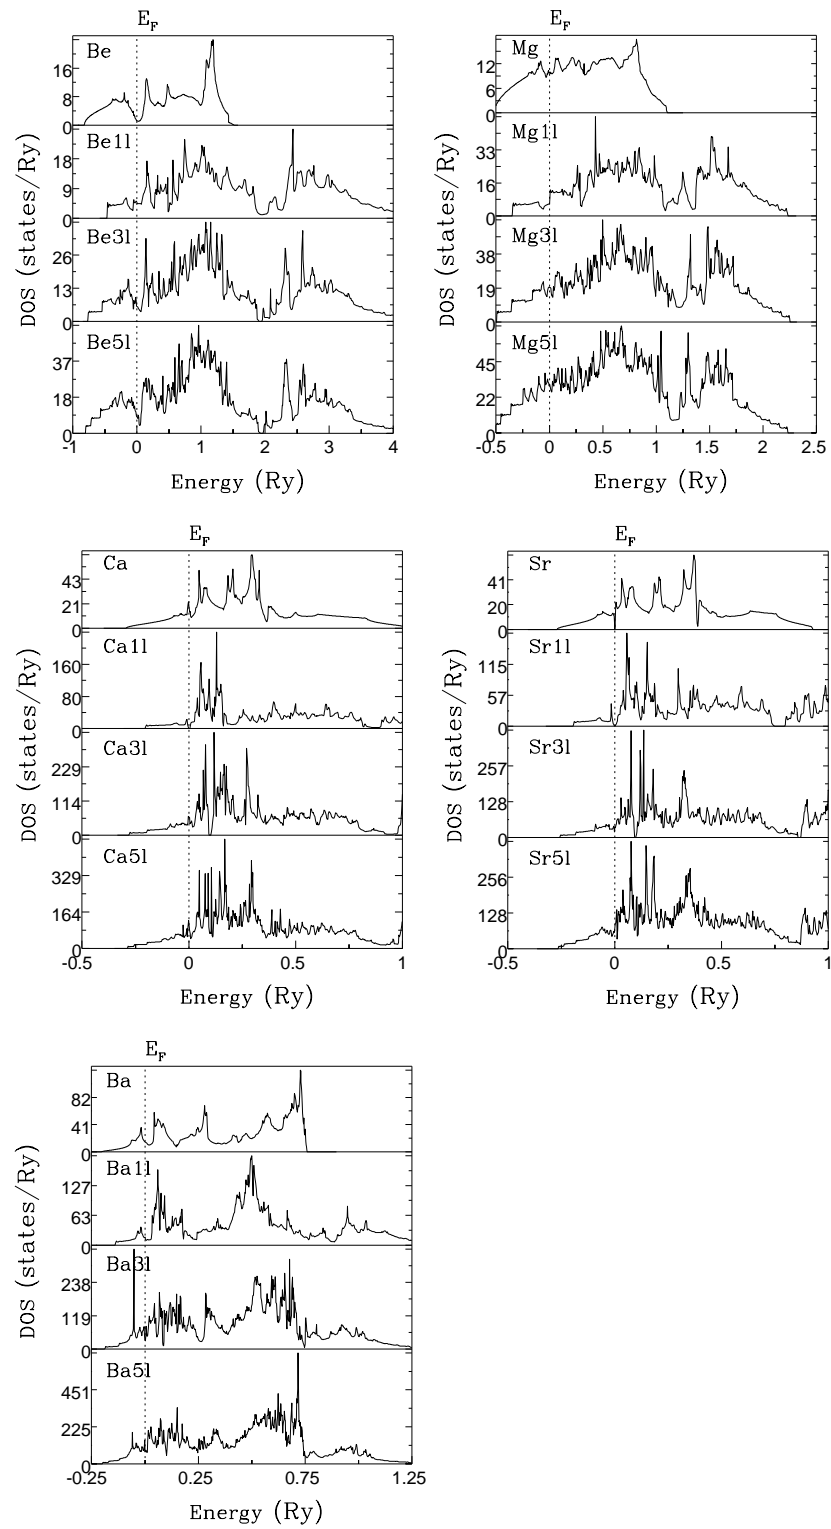 E_F
Be
16
8
0
Be1l
18
9
0
Be3l
26
13
0
Be5l
37
18
0
-1 0 1 2 3 4
Energy (Ry)
DOS (states/Ry)
E_F
Mg
12
6
0
Mg1l
33
16
0
Mg3l
38
19
0
Mg5l
45
22
0
-0.5 0 0.5 1 1.5 2 2.5
Energy (Ry)
DOS (states/Ry)
E_F
Ca
43
21
0
Ca1l
160
80
0
Ca3l
229
114
0
Ca5l
329
164
0
-0.5 0 0.5 1
Energy (Ry)
DOS (states/Ry)
E_F
Sr
41
20
0
Sr1l
115
57
0
Sr3l
257
128
0
Sr5l
256
128
0
-0.5 0 0.5 1
Energy (Ry)
DOS (states/Ry)
E_F
Ba
82
41
0
Ba1l
127
63
0
Ba3l
238
119
0
Ba5l
451
225
0
-0.25 0.25 0.75 1.25
Energy (Ry)
DOS (states/Ry)